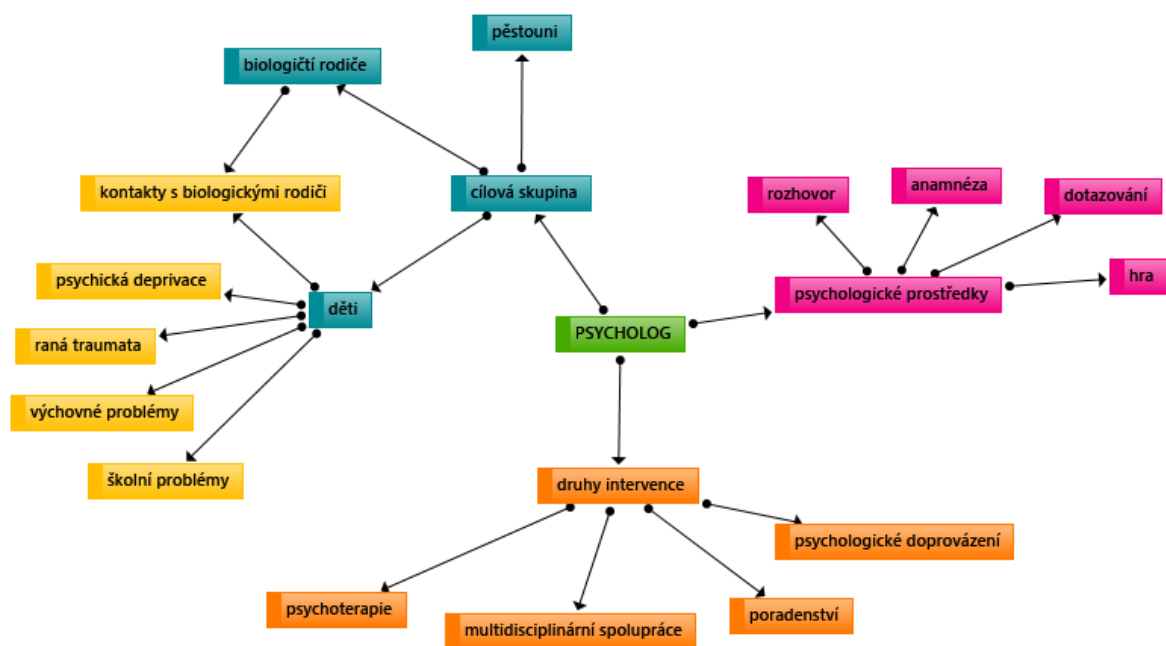 pěstouni
biologičtí rodiče
kontakty s biologickými rodiči
cílová skupina
rozhovor
anamnéza
dotazování
psychická deprivace
děti
psychologické prostředky
hra
raná traumata
PSYCHOLOG
výchovné problémy
školní problémy
druhy intervence
psychologické doprovázení
psychoterapie
multidisciplinární spolupráce
poradenství